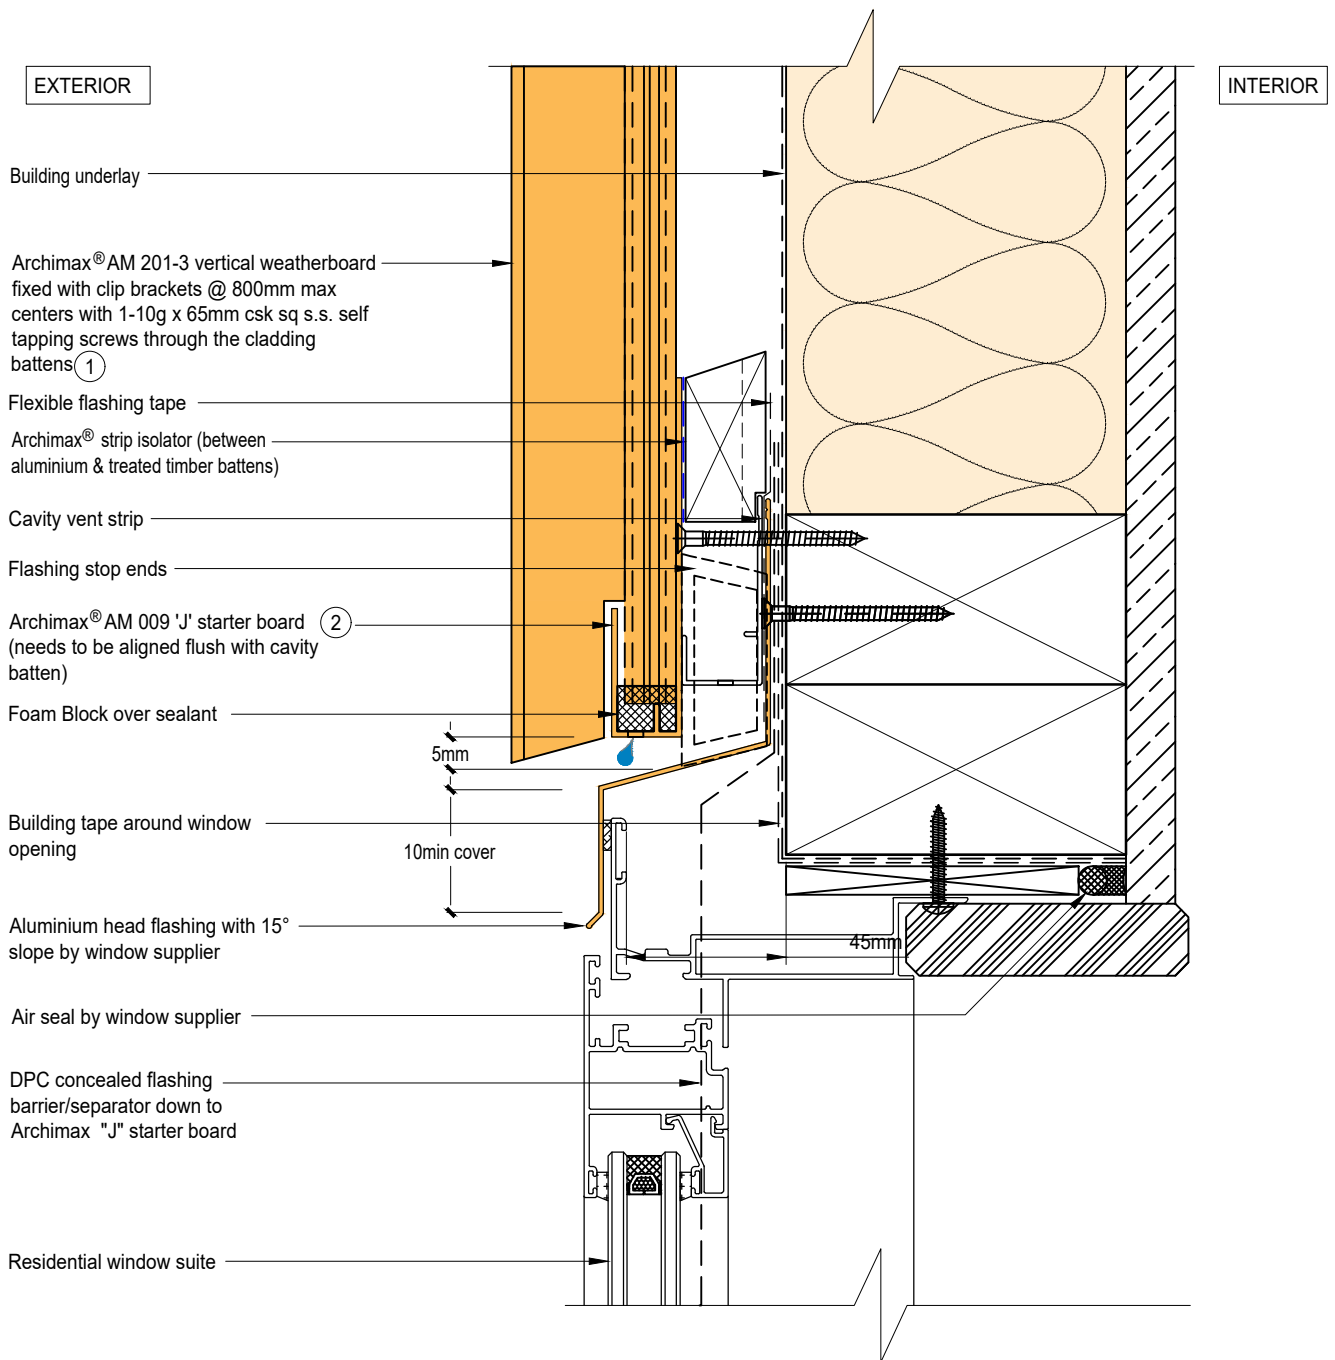 EXTERIOR
INTERIOR
Building underlay
Archimax® AM 201-3 vertical weatherboard
fixed with clip brackets @ 800mm max
centers with 1-10g x 65mm csk sq s.s. self
tapping screws through the cladding
battens 1
Flexible flashing tape
Archimax® strip isolator (between
aluminium & treated timber battens)
Cavity vent strip
Flashing stop ends
Archimax® AM 009 'J' starter board 2
(needs to be aligned flush with cavity
batten)
Foam Block over sealant
5mm
Building tape around window
opening
10min cover
Aluminium head flashing with 15°
slope by window supplier
45mm
Air seal by window supplier
DPC concealed flashing
barrier/separator down to
Archimax "J" starter board
Residential window suite